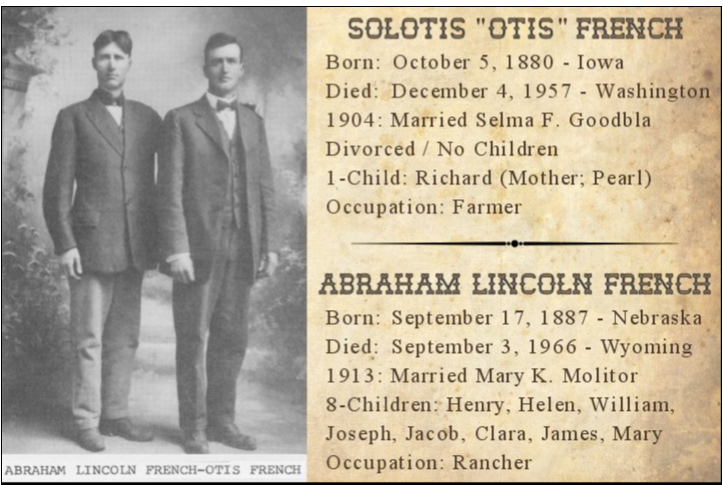 SOLOTIS "OTIS" FRENCH
Born: October 5, 1880 - Iowa
Died: December 4, 1957 - Washington
1904: Married Selma F. Goodbla
Divorced / No Children
1-Child: Richard (Mother; Pearl)
Occupation: Farmer
ABRAHAM LINCOLN FRENCH
Born: September 17, 1887 - Nebraska
Died: September 3, 1966 - Wyoming
1913: Married Mary K. Molitor
8-Children: Henry, Helen, William,
Joseph, Jacob, Clara, James, Mary
Occupation: Rancher
ABRAHAM LINCOLN FRENCH-OTIS FRENCH